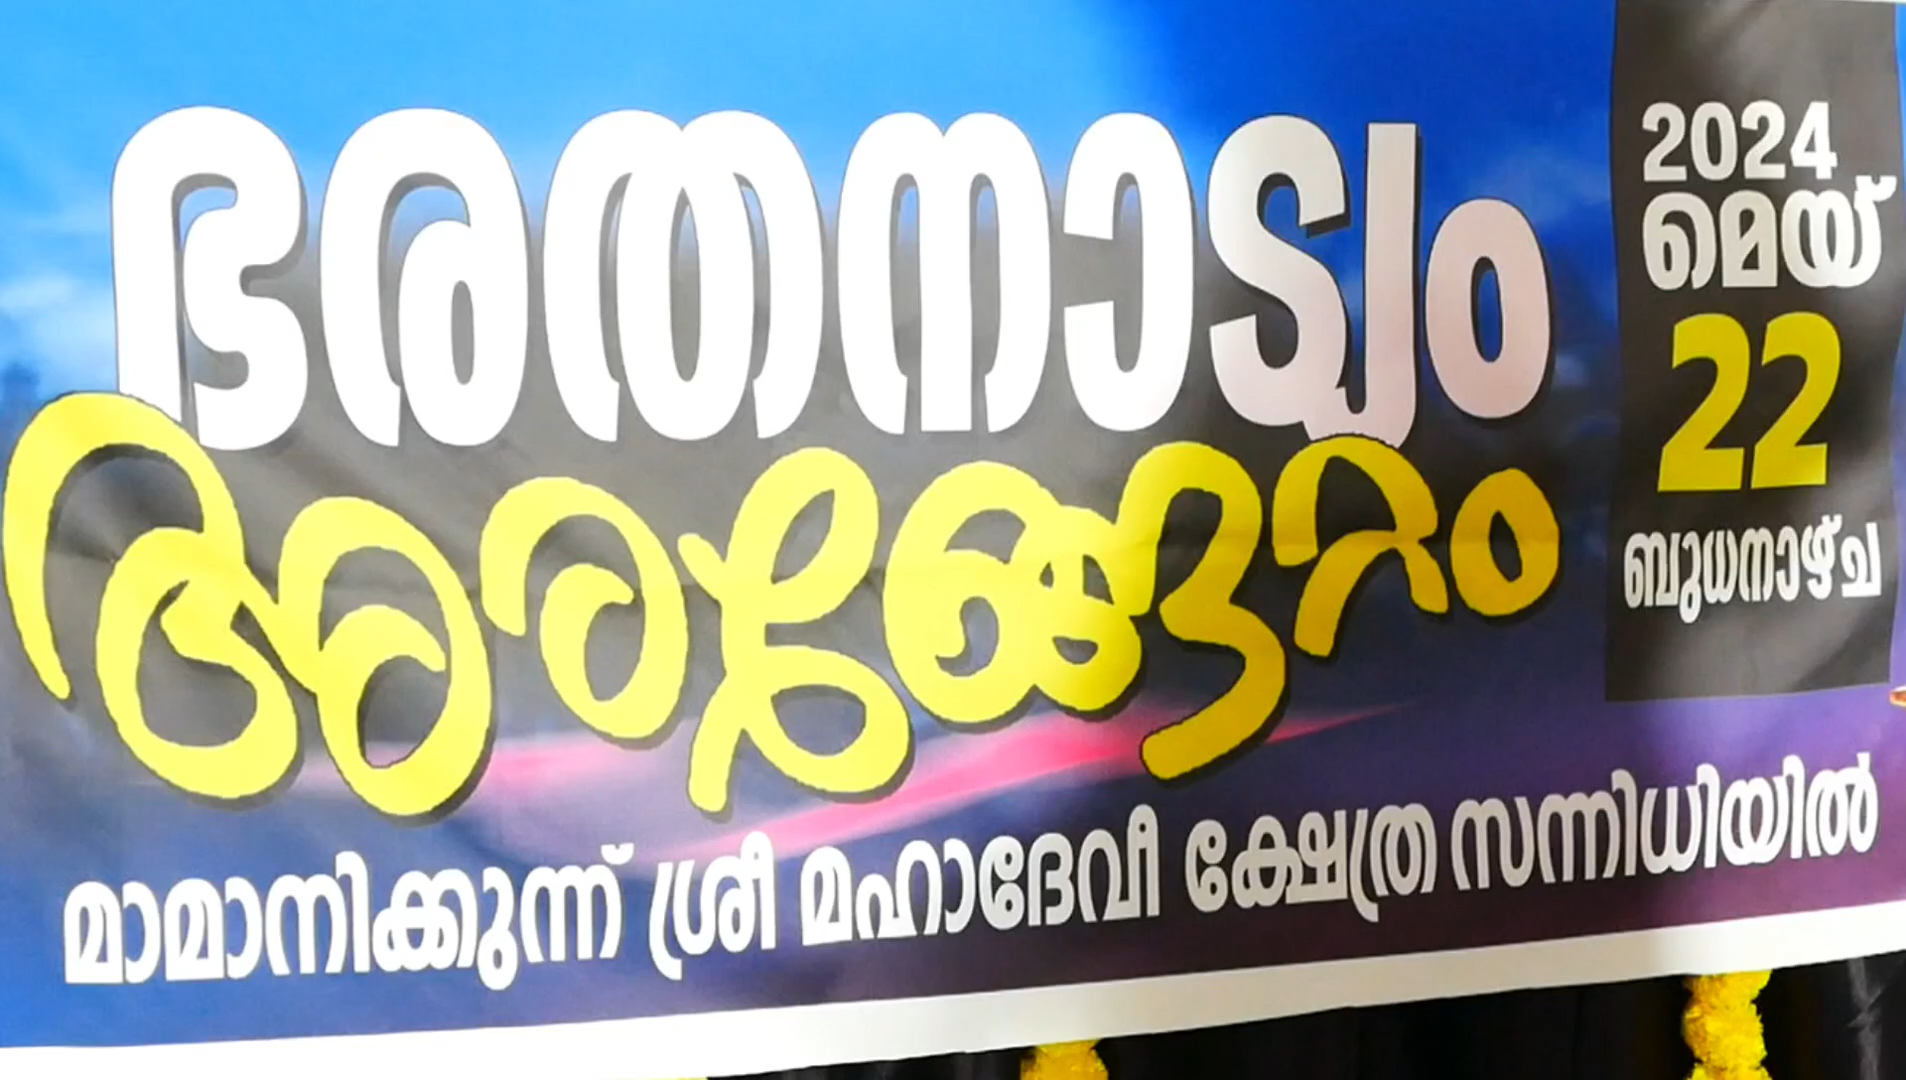 ഭരതനാട്യം
അരങ്ങേറ്റം
മാമാനിക്കുന്ന് ശ്രീ മഹാദേവീ ക്ഷേത്ര സന്നിധിയിൽ
2024
മെയ്
22
ബുധനാഴ്ച